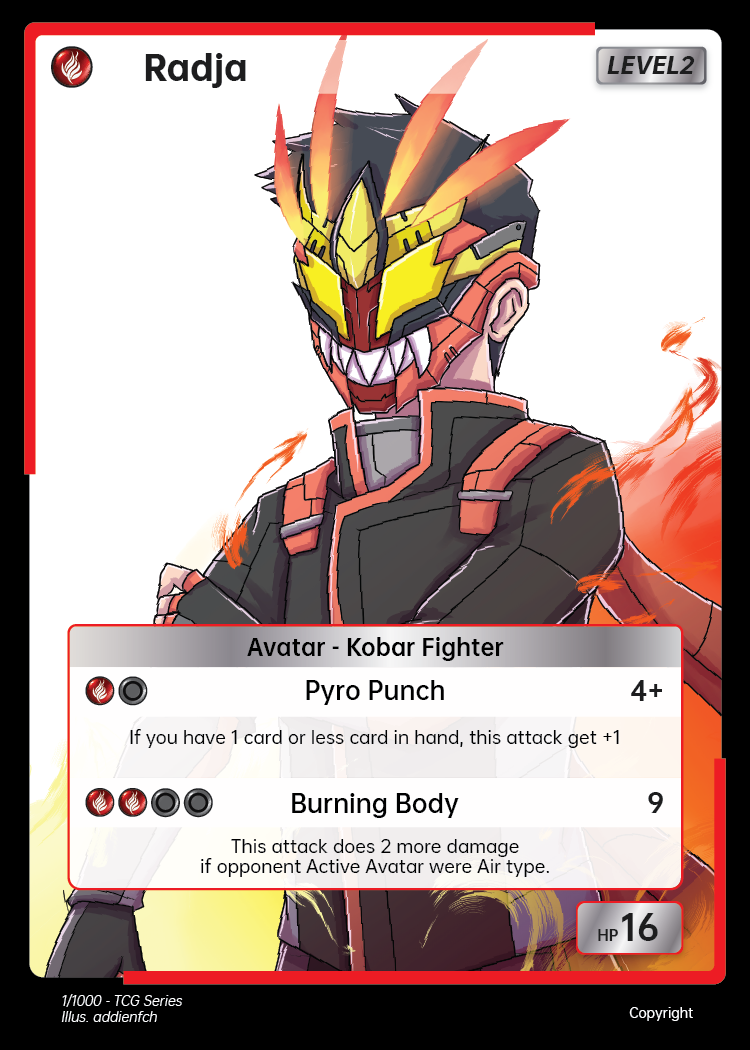 Radja
LEVEL2
Avatar - Kobar Fighter
Pyro Punch 4+
If you have 1 card or less card in hand, this attack get +1
Burning Body 9
This attack does 2 more damage
if opponent Active Avatar were Air type.
HP 16
1/1000 - TCG Series
Illus. addienfch
Copyright